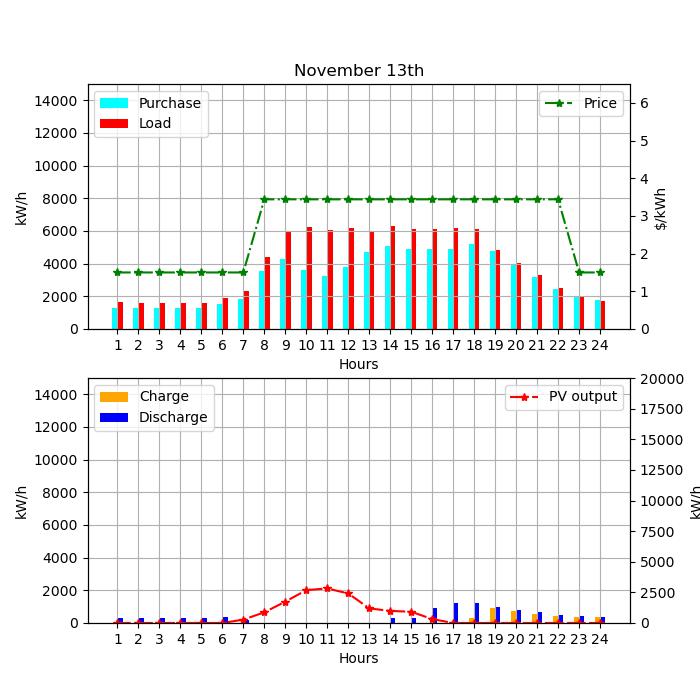 November 13th
14000
12000
10000
8000
6000
4000
2000
0
kW/h
Purchase
Load
Price
6
5
4
3
2
1
0
$/kWh
1 2 3 4 5 6 7 8 9 10 11 12 13 14 15 16 17 18 19 20 21 22 23 24
Hours
14000
12000
10000
8000
6000
4000
2000
0
kW/h
Charge
Discharge
PV output
20000
17500
15000
12500
10000
7500
5000
2500
0
kW/h
1 2 3 4 5 6 7 8 9 10 11 12 13 14 15 16 17 18 19 20 21 22 23 24
Hours